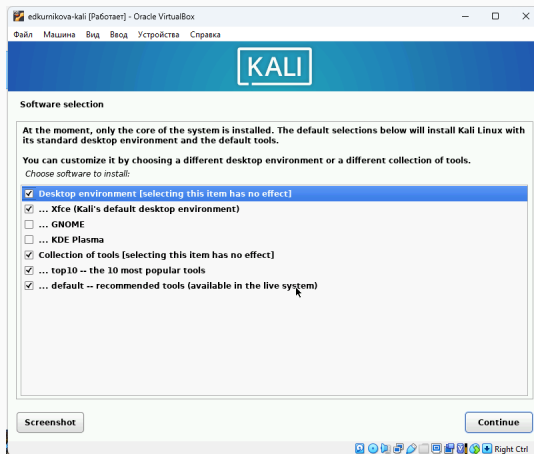 edkurnikova-kali [Работает] - Oracle VirtualBox
Файл Машина Вид Ввод Устройства Справка
KALI
Software selection
At the moment, only the core of the system is installed. The default selections below will install Kali Linux with
its standard desktop environment and the default tools.
You can customize it by choosing a different desktop environment or a different collection of tools.
Choose software to install:
Desktop environment [selecting this item has no effect]
... Xfce (Kali's default desktop environment)
... GNOME
... KDE Plasma
Collection of tools [selecting this item has no effect]
... top10 -- the 10 most popular tools
... default -- recommended tools (available in the live system)
Screenshot Continue
Right Ctrl